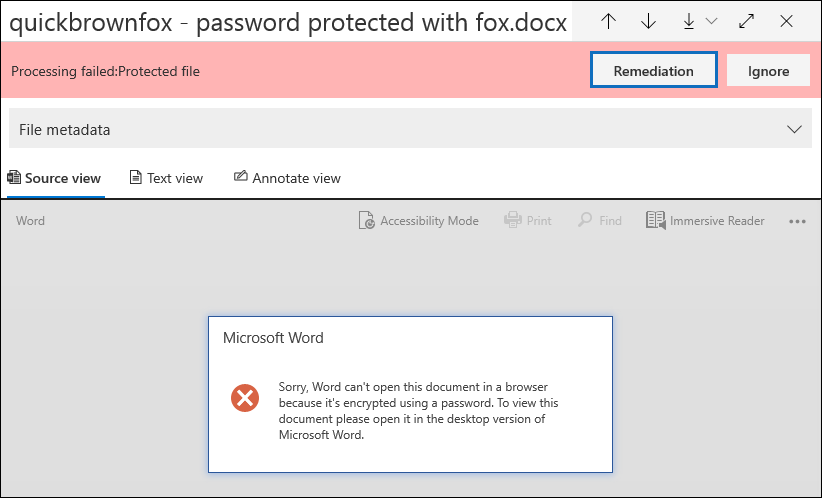 quickbrownfox - password protected with fox.docx
Processing failed:Protected file
Remediation
Ignore
File metadata
Source view
Text view
Annotate view
Word
Accessibility Mode
Print
Find
Immersive Reader
Microsoft Word
Sorry, Word can't open this document in a browser
because it's encrypted using a password. To view this
document please open it in the desktop version of
Microsoft Word.